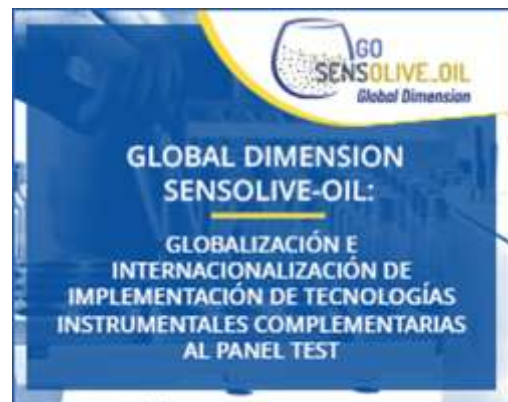 GO
SENSOLIVE_OIL
Global Dimension
GLOBAL DIMENSION
SENSOLIVE-OIL:
GLOBALIZACIÓN E
INTERNACIONALIZACIÓN DE
IMPLEMENTACIÓN DE TECNOLOGÍAS
INSTRUMENTALES COMPLEMENTARIAS
AL PANEL TEST